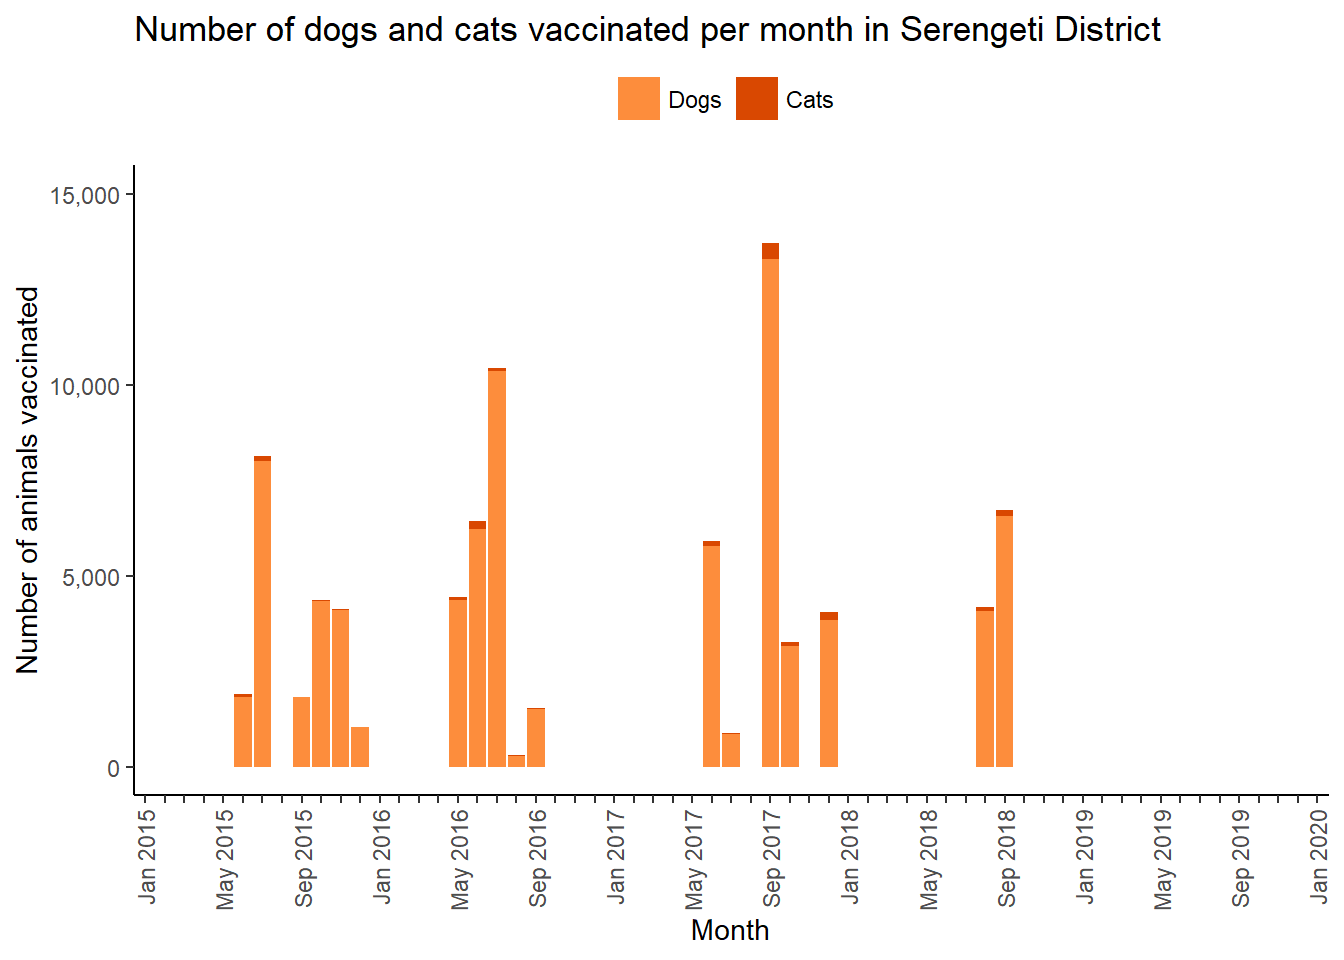 Number of dogs and cats vaccinated per month in Serengeti District
Dogs
Cats
Number of animals vaccinated
15,000
10,000
5,000
0
Jan 2015
May 2015
Sep 2015
Jan 2016
May 2016
Sep 2016
Jan 2017
May 2017
Sep 2017
Jan 2018
May 2018
Sep 2018
Jan 2019
May 2019
Sep 2019
Jan 2020
Month